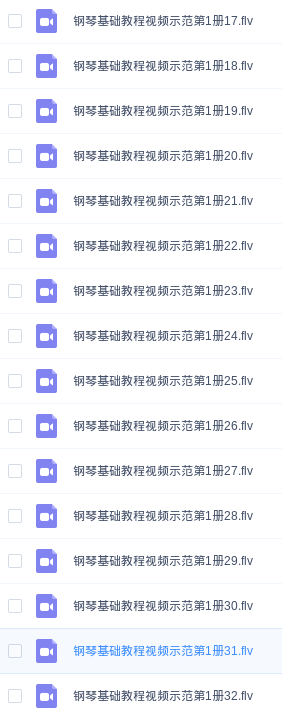 钢琴基础教程视频示范第1册17.flv
钢琴基础教程视频示范第1册18.flv
钢琴基础教程视频示范第1册19.flv
钢琴基础教程视频示范第1册20.flv
钢琴基础教程视频示范第1册21.flv
钢琴基础教程视频示范第1册22.flv
钢琴基础教程视频示范第1册23.flv
钢琴基础教程视频示范第1册24.flv
钢琴基础教程视频示范第1册25.flv
钢琴基础教程视频示范第1册26.flv
钢琴基础教程视频示范第1册27.flv
钢琴基础教程视频示范第1册28.flv
钢琴基础教程视频示范第1册29.flv
钢琴基础教程视频示范第1册30.flv
钢琴基础教程视频示范第1册31.flv
钢琴基础教程视频示范第1册32.flv